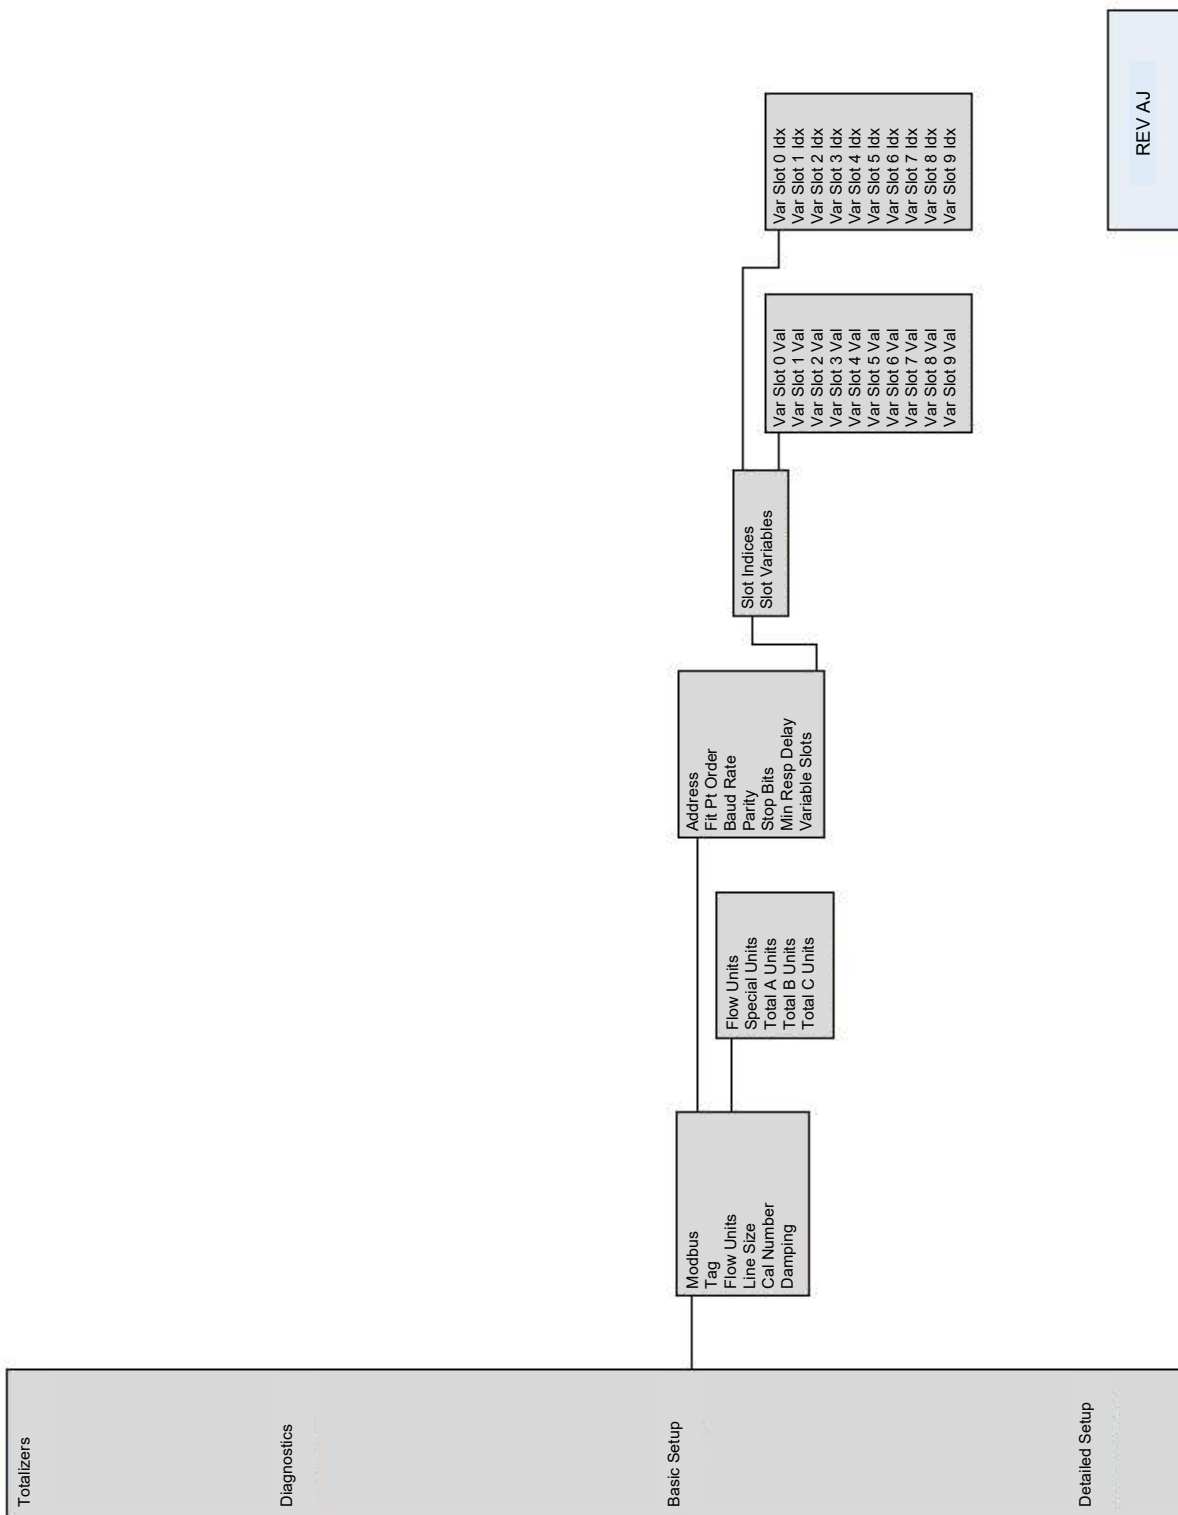 Totalizers
Diagnostics
Basic Setup
Detailed Setup
Modbus
Tag
Flow Units
Line Size
Cal Number
Damping
Flow Units
Special Units
Total A Units
Total B Units
Total C Units
Address
Fit Pt Order
Baud Rate
Parity
Stop Bits
Min Resp Delay
Variable Slots
Slot Indices
Slot Variables
Var Slot 0 Val
Var Slot 1 Val
Var Slot 2 Val
Var Slot 3 Val
Var Slot 4 Val
Var Slot 5 Val
Var Slot 6 Val
Var Slot 7 Val
Var Slot 8 Val
Var Slot 9 Val
Var Slot 0 Idx
Var Slot 1 Idx
Var Slot 2 Idx
Var Slot 3 Idx
Var Slot 4 Idx
Var Slot 5 Idx
Var Slot 6 Idx
Var Slot 7 Idx
Var Slot 8 Idx
Var Slot 9 Idx
REV AJ